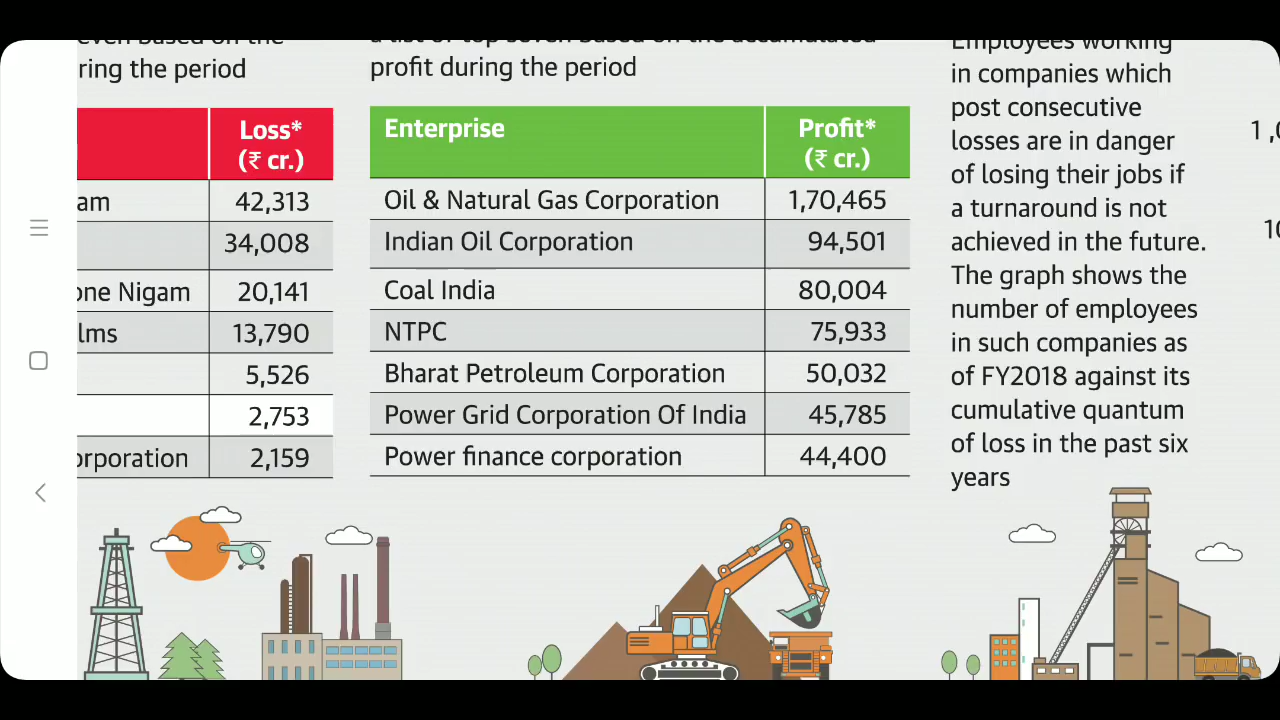 ring the period
profit during the period
Loss*
(₹ cr.)
am 42,313
34,008
one Nigam 20,141
lms 13,790
5,526
2,753
orporation 2,159
Enterprise Profit*
(₹ cr.)
Oil & Natural Gas Corporation 1,70,465
Indian Oil Corporation 94,501
Coal India 80,004
NTPC 75,933
Bharat Petroleum Corporation 50,032
Power Grid Corporation Of India 45,785
Power finance corporation 44,400
Employees working
in companies which
post consecutive
losses are in danger
of losing their jobs if
a turnaround is not
achieved in the future.
The graph shows the
number of employees
in such companies as
of FY2018 against its
cumulative quantum
of loss in the past six
years